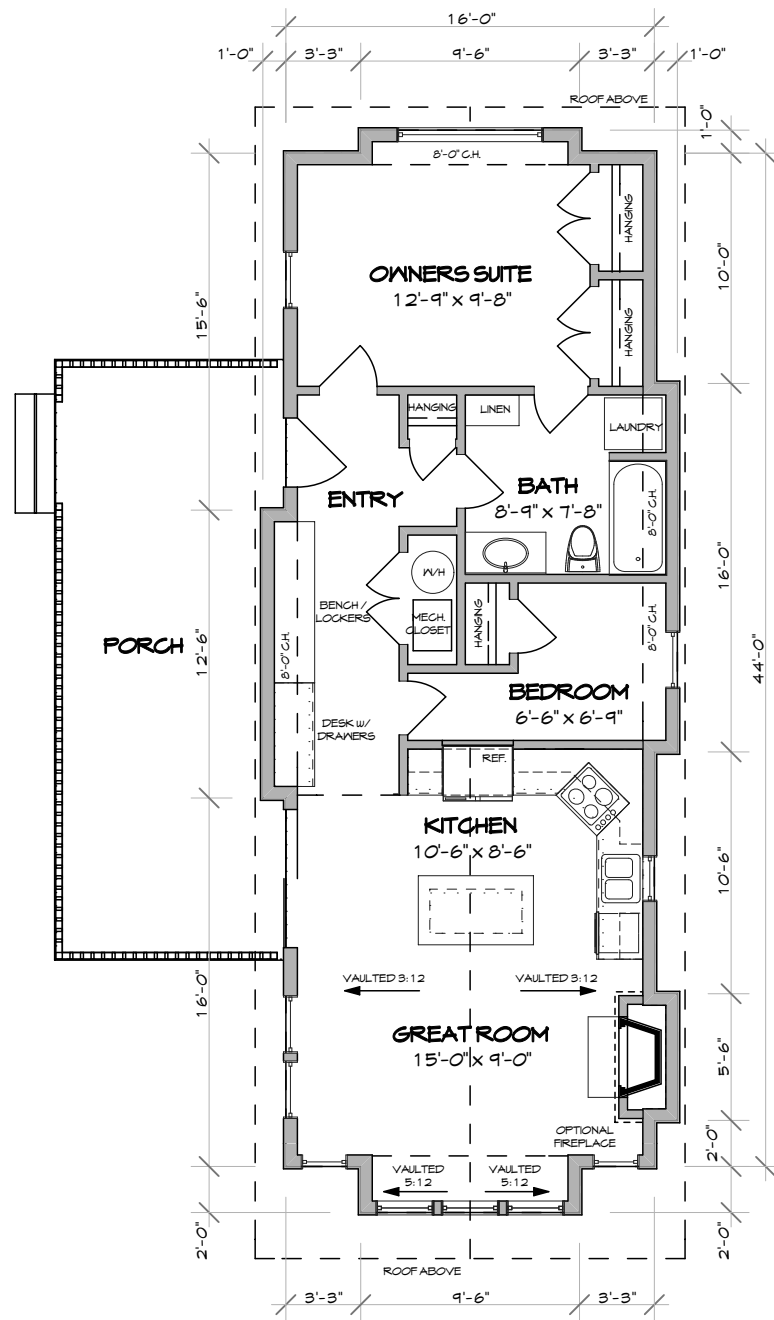 16'-0"
1'-0" 3'-3" 9'-6" 3'-3" 1'-0"
ROOF ABOVE
1'-0"
8'-0" C.H.
HANGING
10'-0"
OWNERS SUITE
12'-9" x 9'-8"
15'-6"
HANGING
HANGING
LINEN
LAUNDRY
ENTRY
BATH
8'-9" x 7'-8"
8'-0" C.H.
16'-0"
W/H
BENCH /
LOCKERS
MECH.
CLOSET
HANGING
8'-0" C.H.
8'-0" C.H.
PORCH
12'-6"
44'-0"
BEDROOM
6'-6" x 6'-9"
DESK W/
DRAWERS
REF.
KITCHEN
10'-6" x 8'-6"
10'-6"
VAULTED 3:12
VAULTED 3:12
16'-0"
GREAT ROOM
15'-0" x 9'-0"
5'-6"
OPTIONAL
FIREPLACE
2'-0"
VAULTED
5:12
VAULTED
5:12
2'-0"
2'-0"
ROOF ABOVE
3'-3" 9'-6" 3'-3"